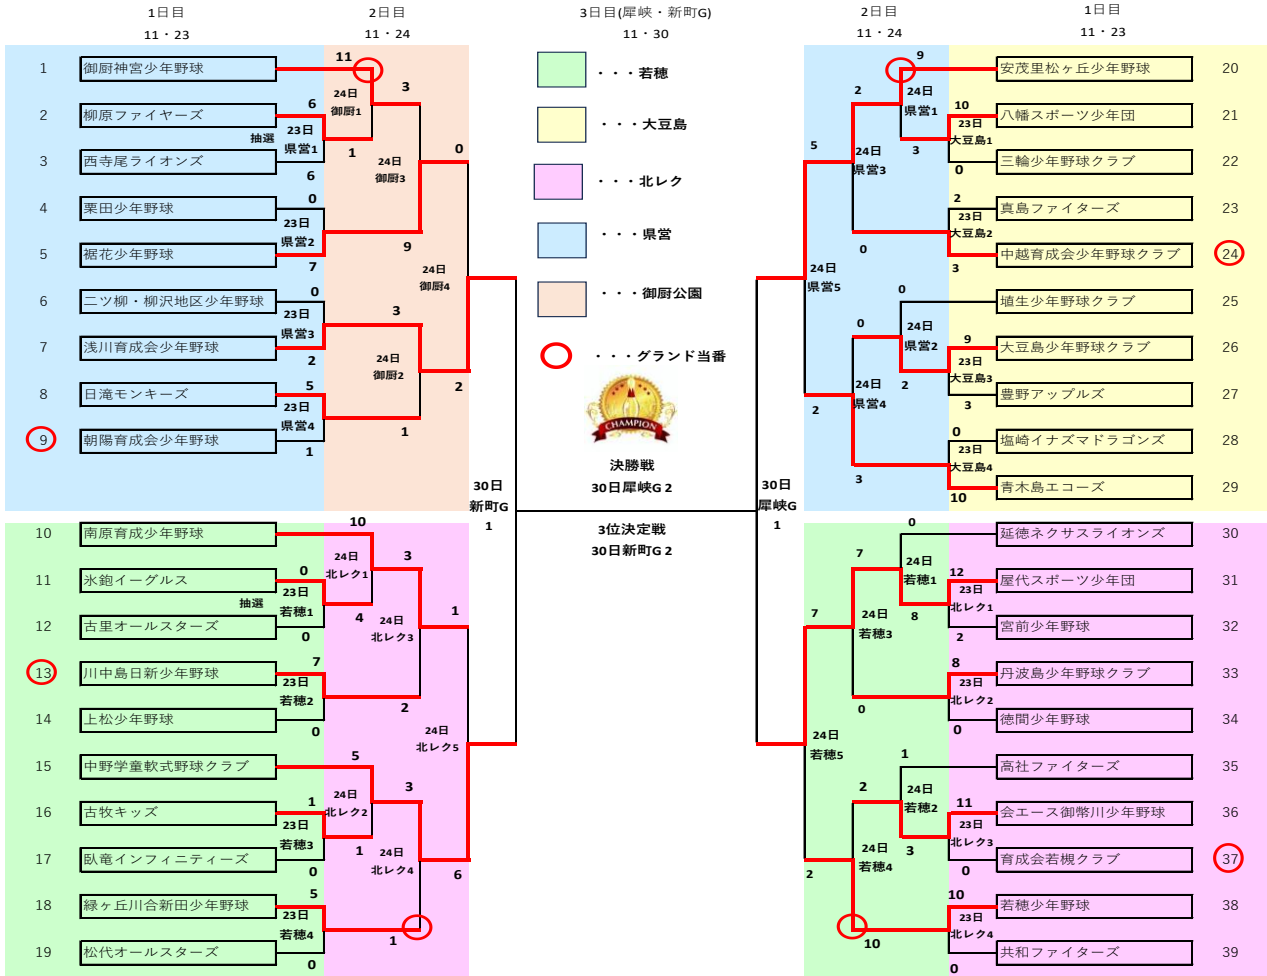 1日目
11・23
2日目
11・24
3日目(犀峡・新町G)
11・30
2日目
11・24
1日目
11・23
・・・若穂
・・・大豆島
・・・北レク
・・・県営
・・・御厨公園
・・・グランド当番
CHAMPION
決勝戦
30日犀峡G2
3位決定戦
30日新町G2
1 御厨神宮少年野球
2 柳原ファイヤーズ
3 西寺尾ライオンズ
4 栗田少年野球
5 裾花少年野球
6 二ツ柳・柳沢地区少年野球
7 浅川育成会少年野球
8 日滝モンキーズ
9 朝陽育成会少年野球
10 南原育成少年野球
11 氷鉋イーグルス
12 古里オールスターズ
13 川中島日新少年野球
14 上松少年野球
15 中野学童軟式野球クラブ
16 古牧キッズ
17 臥竜インフィニティーズ
18 緑ヶ丘川合新田少年野球
19 松代オールスターズ
11
6
抽選
23日
県営1
6
24日
御厨1
1
3
0
23日
県営2
7
24日
御厨3
9
0
0
23日
県営3
2
3
24日
御厨4
2
5
23日
県営4
1
24日
御厨2
1
30日
新町G
1
10
0
抽選
23日
若穂1
0
24日
北レク1
4
3
7
23日
若穂2
0
24日
北レク3
2
1
5
1
23日
若穂3
0
24日
北レク2
1
3
24日
北レク5
6
5
23日
若穂4
0
24日
北レク4
1
安茂里松ヶ丘少年野球 20
八幡スポーツ少年団 21
三輪少年野球クラブ 22
真島ファイターズ 23
中越育成会少年野球クラブ 24
埴生少年野球クラブ 25
大豆島少年野球クラブ 26
豊野アップルズ 27
塩崎イナズマドラゴンズ 28
青木島エコーズ 29
延徳ネクサスライオンズ 30
屋代スポーツ少年団 31
宮前少年野球 32
丹波島少年野球クラブ 33
徳間少年野球 34
高社ファイターズ 35
会エース御幣川少年野球 36
育成会若槻クラブ 37
若穂少年野球 38
共和ファイターズ 39
9
10
23日
大豆島1
0
24日
県営1
3
2
2
23日
大豆島2
3
24日
県営3
0
5
0
9
23日
大豆島3
3
24日
県営2
2
0
24日
県営5
2
0
23日
大豆島4
10
24日
県営4
3
30日
犀峡G
1
0
12
23日
北レク1
2
24日
若穂1
8
7
8
23日
北レク2
0
24日
若穂3
0
7
1
11
23日
北レク3
0
24日
若穂2
3
2
24日
若穂5
2
10
23日
北レク4
0
24日
若穂4
10